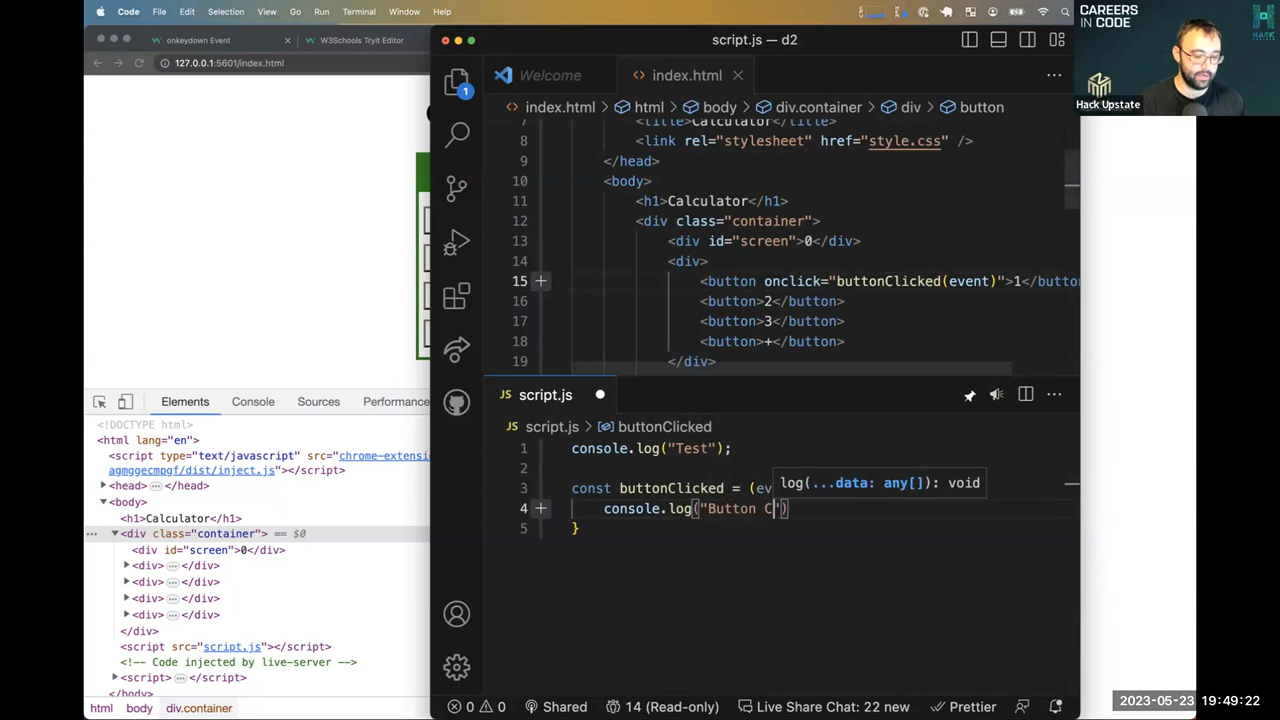 Code File Edit Selection View Go Run Terminal Window Help
CAREERS
IN CODE
HACK
Hack Upstate
onkeydown Event
W3Schools Tryit Editor
127.0.0.1:5601/index.html
script.js — d2
1
Welcome
index.html
index.html > html > body > div.container > div > button
7 <title>Calculator</title>
8 <link rel="stylesheet" href="style.css" />
9 </head>
10 <body>
11 <h1>Calculator</h1>
12 <div class="container">
13 <div id="screen">0</div>
14 <div>
15 <button onclick="buttonClicked(event)">1</butto
16 <button>2</button>
17 <button>3</button>
18 <button>+</button>
19 </div>
JS script.js
JS script.js > buttonClicked
1 console.log("Test");
2
3 const buttonClicked = (ev
log(...data: any[]): void
4 console.log("Button C")
5 }
Elements Console Sources Performance
<!DOCTYPE html>
<html lang="en">
<script type="text/javascript" src="chrome-extensi
agmggecmpgf/dist/inject.js"></script>
<head> </head>
<body>
<h1>Calculator</h1>
<div class="container"> == $0
<div id="screen">0</div>
<div> </div>
<div> </div>
<div> </div>
<div> </div>
</div>
<script src="script.js"></script>
<!-- Code injected by live-server -->
<script> </script>
</body>
html body div.container
0 Shared 14 (Read-only) Live Share Chat: 22 new Prettier
2023-05-23 19:49:22